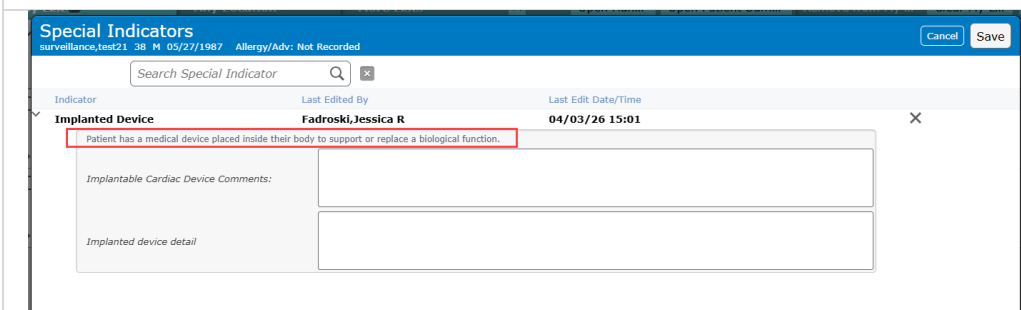 Special Indicators
surveillance,test21 38 M 05/27/1987 Allergy/Adv: Not Recorded
Cancel Save
Search Special Indicator
Indicator Last Edited By Last Edit Date/Time
Implanted Device Fadroski,Jessica R 04/03/26 15:01
Patient has a medical device placed inside their body to support or replace a biological function.
Implantable Cardiac Device Comments:
Implanted device detail